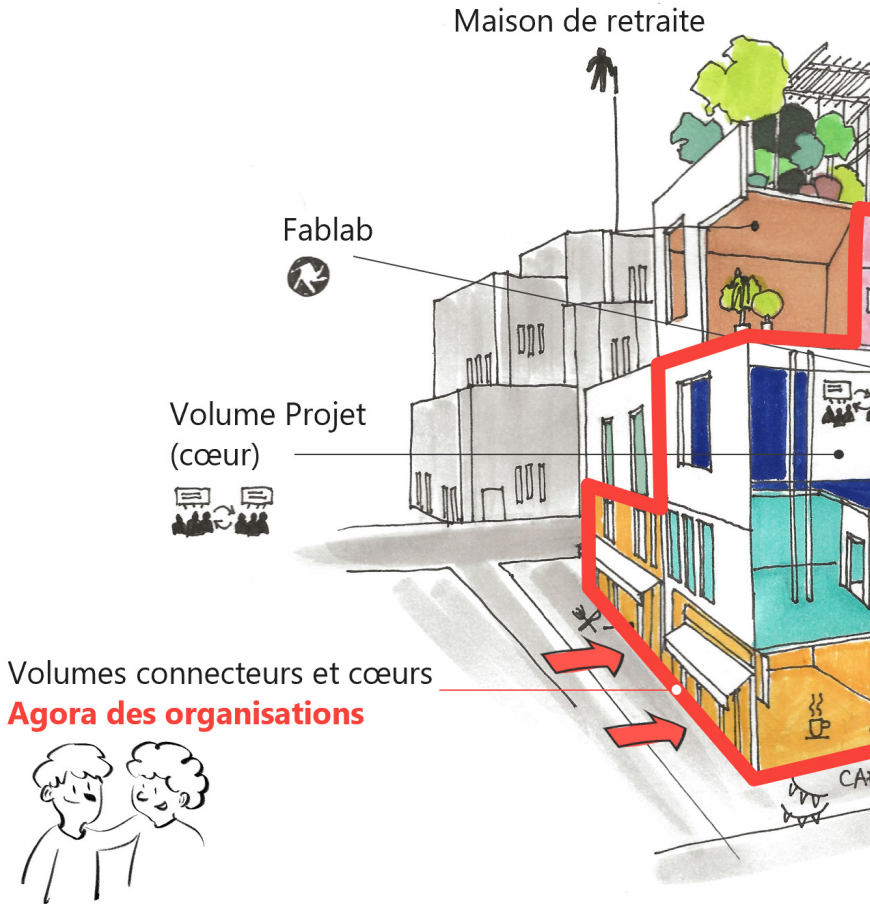 Maison de retraite
Fablab
Volume Projet
(cœur)
Volumes connecteurs et cœurs
Agora des organisations